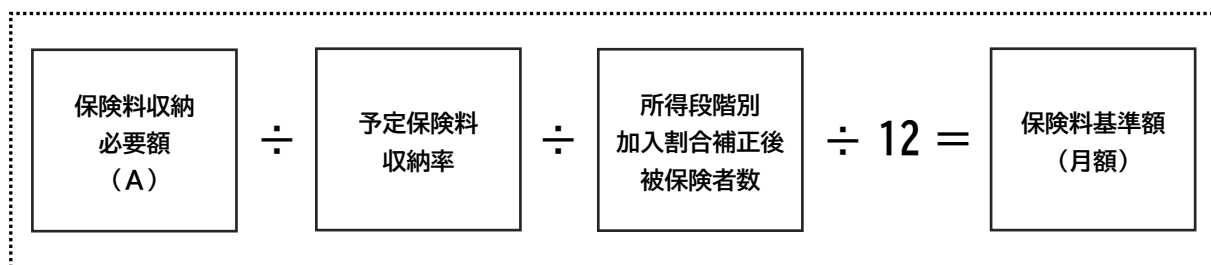 保険料収納
必要額
（A）
÷
予定保険料
収納率
÷
所得段階別
加入割合補正後
被保険者数
÷ 12 =
保険料基準額
（月額）